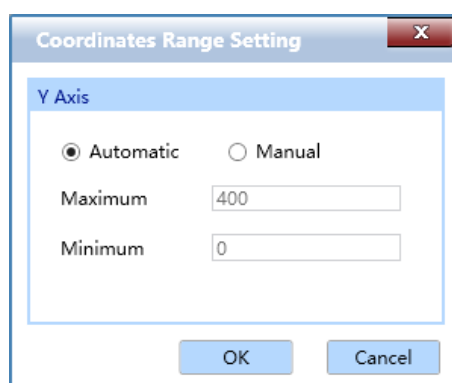 Coordinates Range Setting x
Y Axis
Automatic Manual
Maximum 400
Minimum 0
OK Cancel